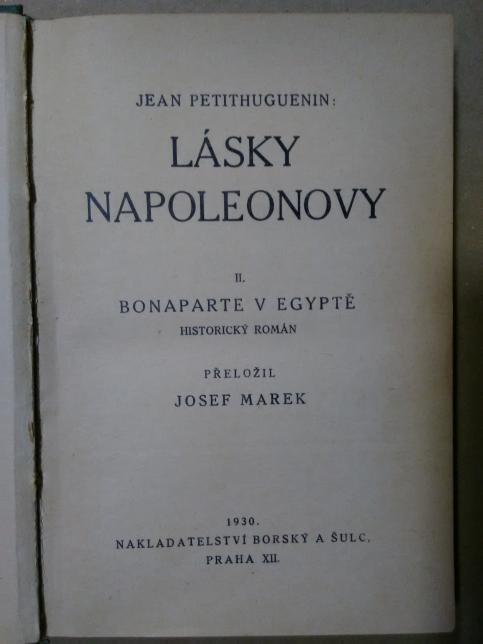 JEAN PETITHUGUENIN:
LÁSKY
NAPOLEONOVY
II.
BONAPARTE V EGYPTĚ
HISTORICKÝ ROMÁN
PŘELOŽIL
JOSEF MAREK
1930.
NAKLADATELSTVÍ BORSKÝ A ŠULC,
PRAHA XII.